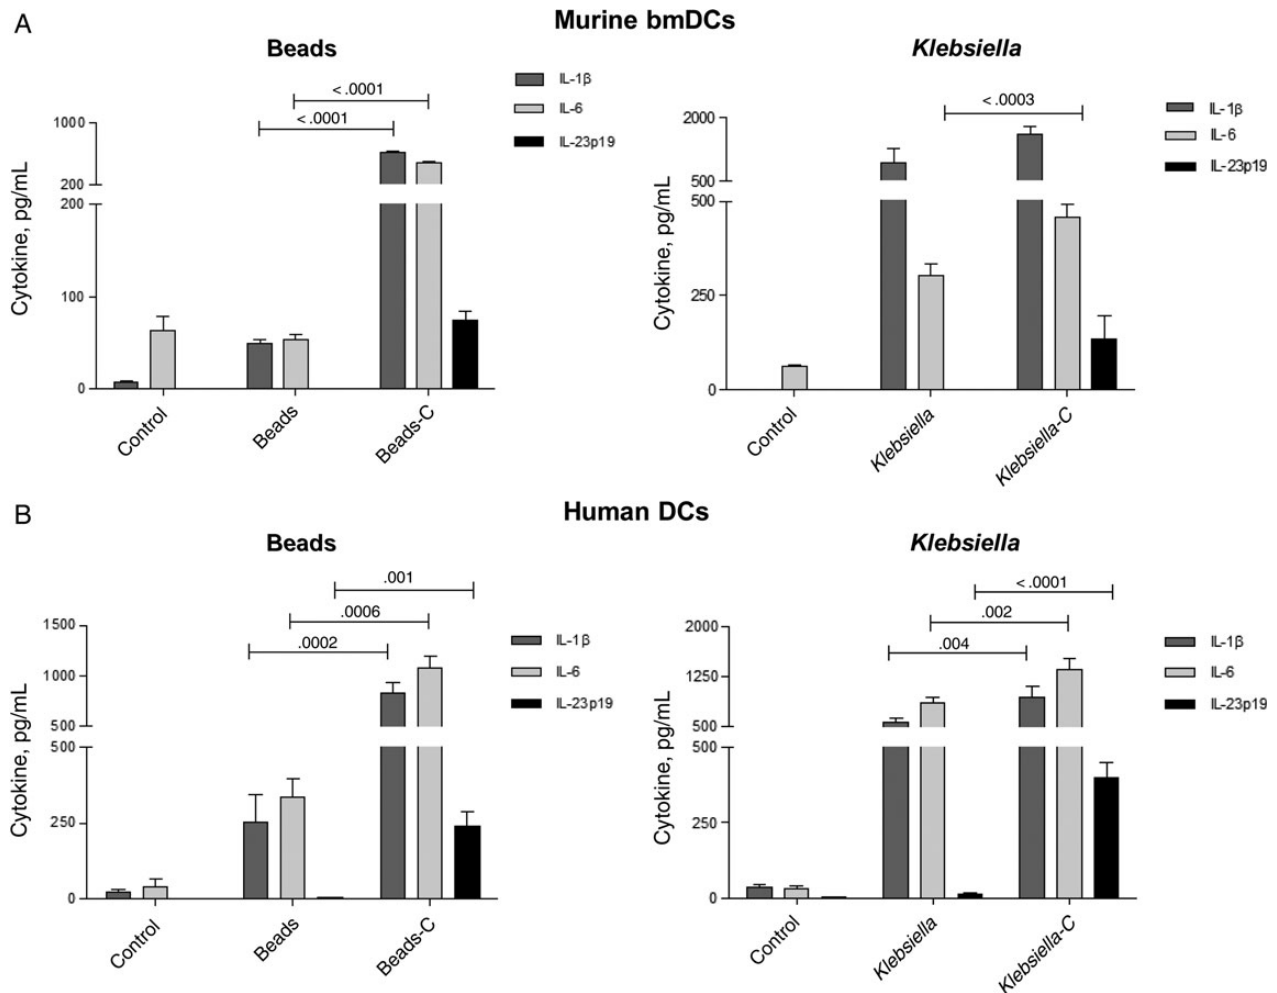 A
Murine bmDCs
Beads
Klebsiella
IL-1β
IL-6
IL-23p19
< .0001
< .0001
Cytokine, pg/mL
1000
200
200
100
0
Control
Beads
Beads-C
IL-1β
IL-6
IL-23p19
< .0003
Cytokine, pg/mL
2000
500
500
250
0
Control
Klebsiella
Klebsiella-C
B
Human DCs
Beads
Klebsiella
.001
.0006
.0002
IL-1β
IL-6
IL-23p19
Cytokine, pg/mL
1500
1000
500
500
250
0
Control
Beads
Beads-C
< .0001
.002
.004
IL-1β
IL-6
IL-23p19
Cytokine, pg/mL
2000
1250
500
500
250
0
Control
Klebsiella
Klebsiella-C